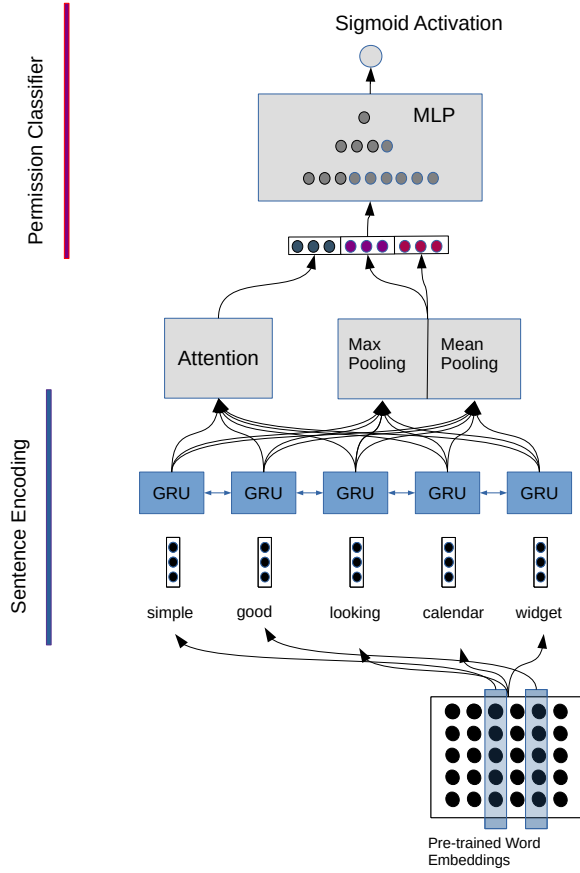 Sigmoid Activation
MLP
Permission Classifier
Attention
Max
Pooling
Mean
Pooling
Sentence Encoding
GRU
GRU
GRU
GRU
GRU
simple
good
looking
calendar
widget
Pre-trained Word
Embeddings